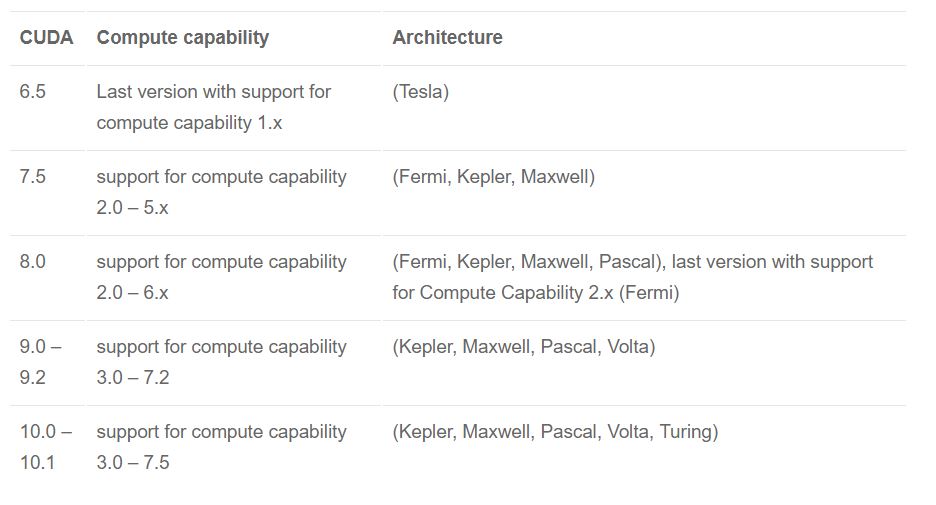 CUDA Compute capability Architecture
6.5 Last version with support for (Tesla)
compute capability 1.x
7.5 support for compute capability (Fermi, Kepler, Maxwell)
2.0 – 5.x
8.0 support for compute capability (Fermi, Kepler, Maxwell, Pascal), last version with support
2.0 – 6.x for Compute Capability 2.x (Fermi)
9.0 – support for compute capability (Kepler, Maxwell, Pascal, Volta)
9.2 3.0 – 7.2
10.0 – support for compute capability (Kepler, Maxwell, Pascal, Volta, Turing)
10.1 3.0 – 7.5